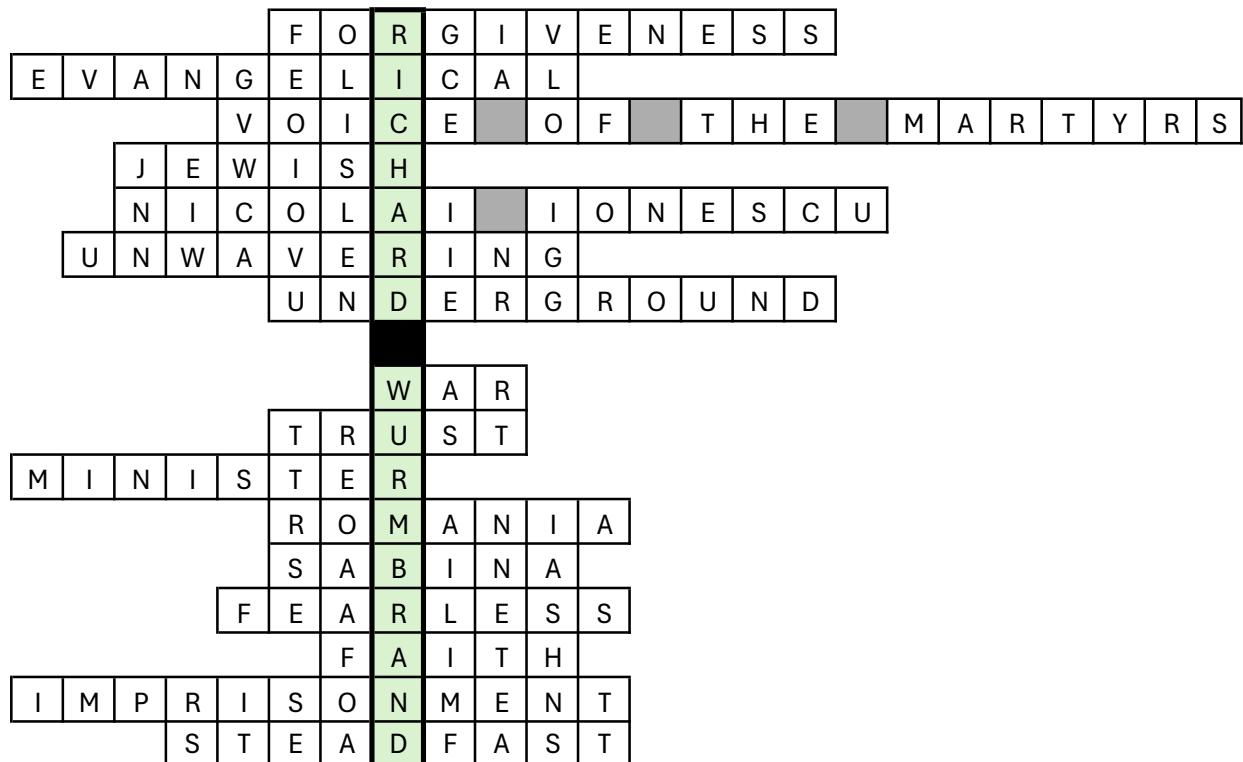 FORGIVENESS
EVANGELICAL
VOICE OF THE MARTYRS
JEWISH
NICOLAI IONESCU
UNWAVERING
UNDERGROUND
WAR
TRUST
MINISTER
ROMANIA
SABINA
FEARLESS
FAITH
IMPRISONMENT
STEADFAST